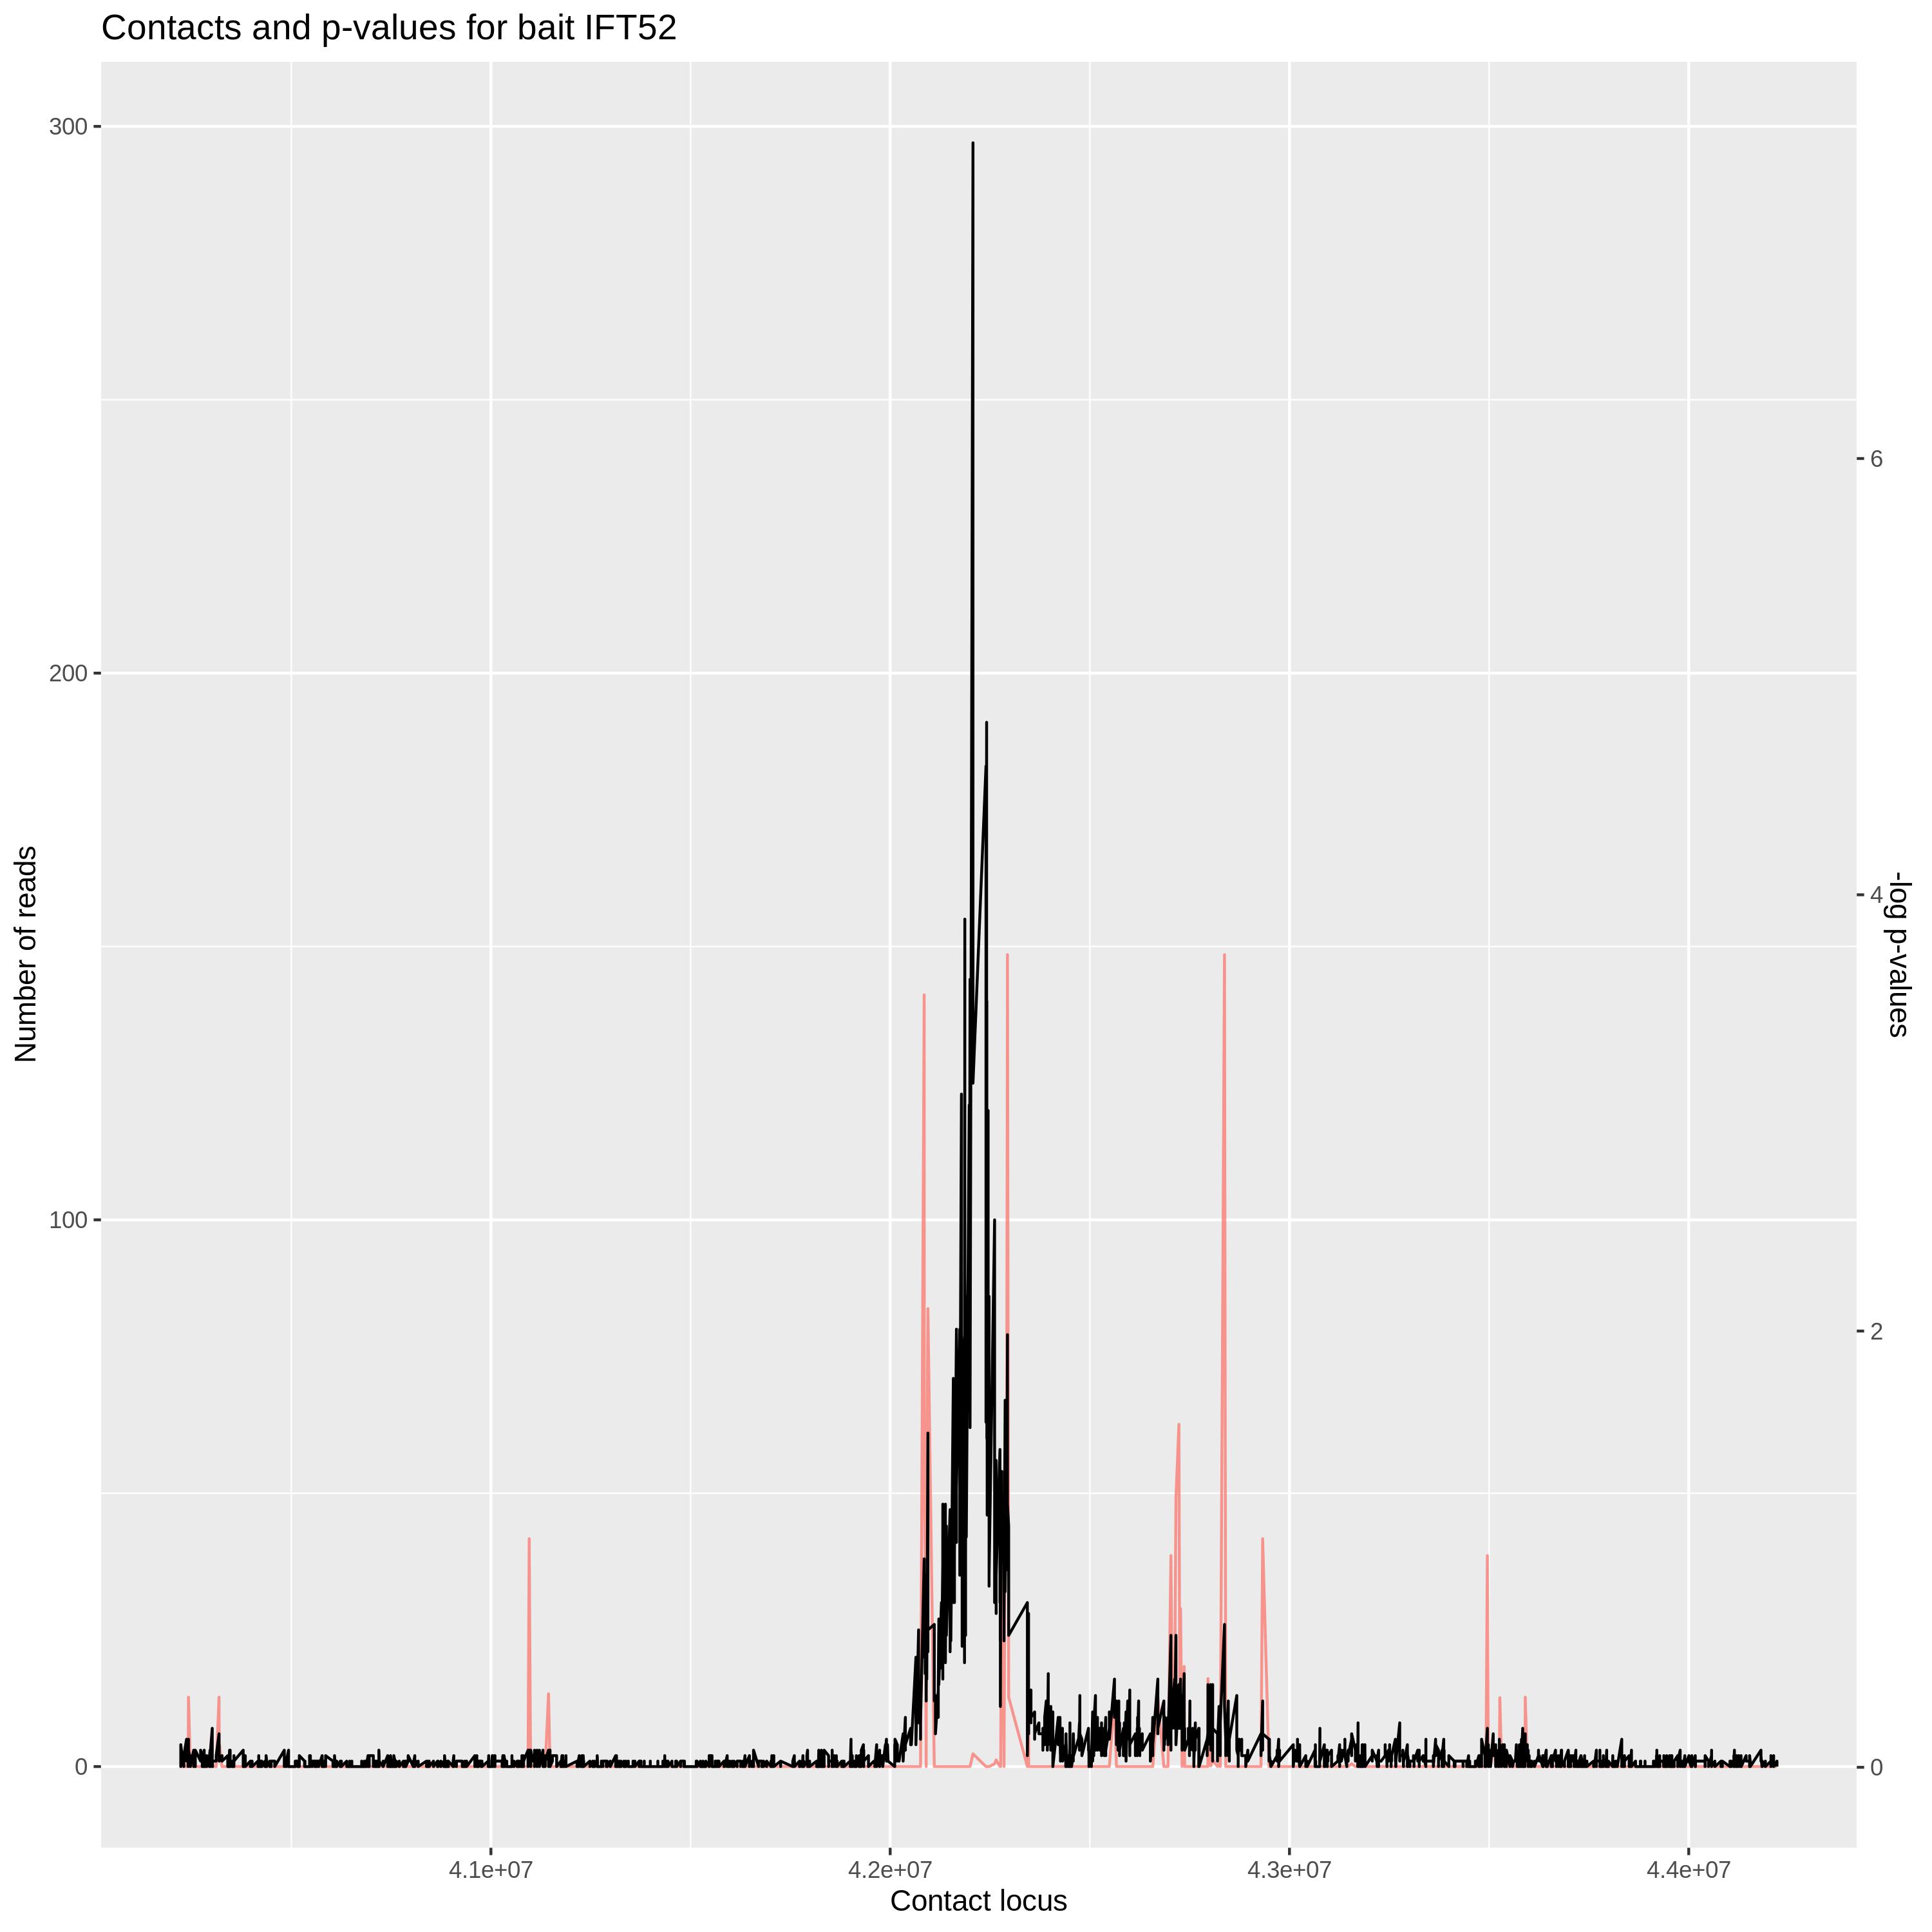 Contacts and p-values for bait IFT52
300
200
100
0
Number of reads
6
4
2
0
-log p-values
4.1e+07
4.2e+07
4.3e+07
4.4e+07
Contact locus